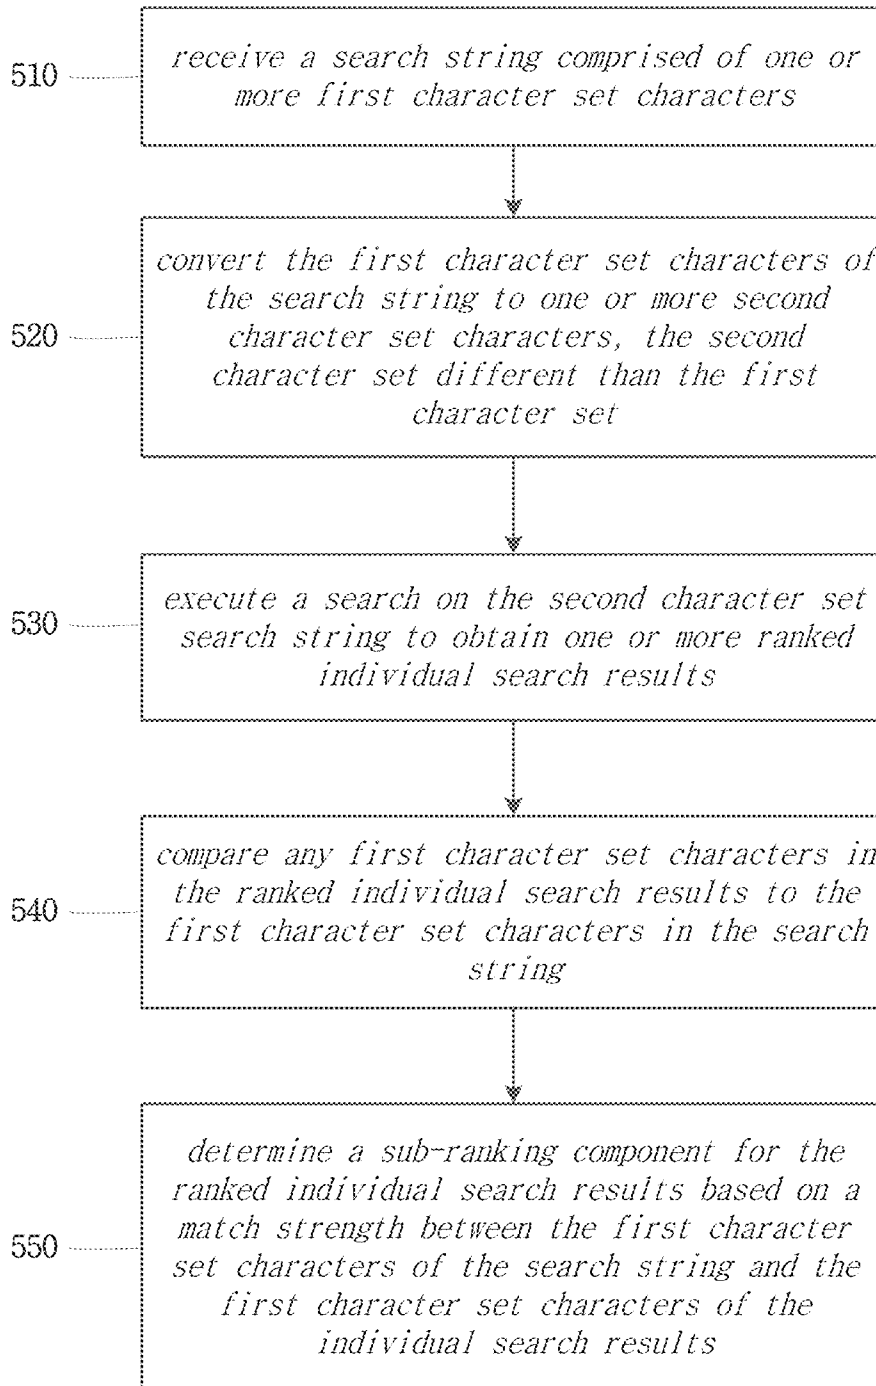 510
receive a search string comprised of one or
more first character set characters
520
convert the first character set characters of
the search string to one or more second
character set characters, the second
character set different than the first
character set
530
execute a search on the second character set
search string to obtain one or more ranked
individual search results
540
compare any first character set characters in
the ranked individual search results to the
first character set characters in the search
string
550
determine a sub-ranking component for the
ranked individual search results based on a
match strength between the first character
set characters of the search string and the
first character set characters of the
individual search results